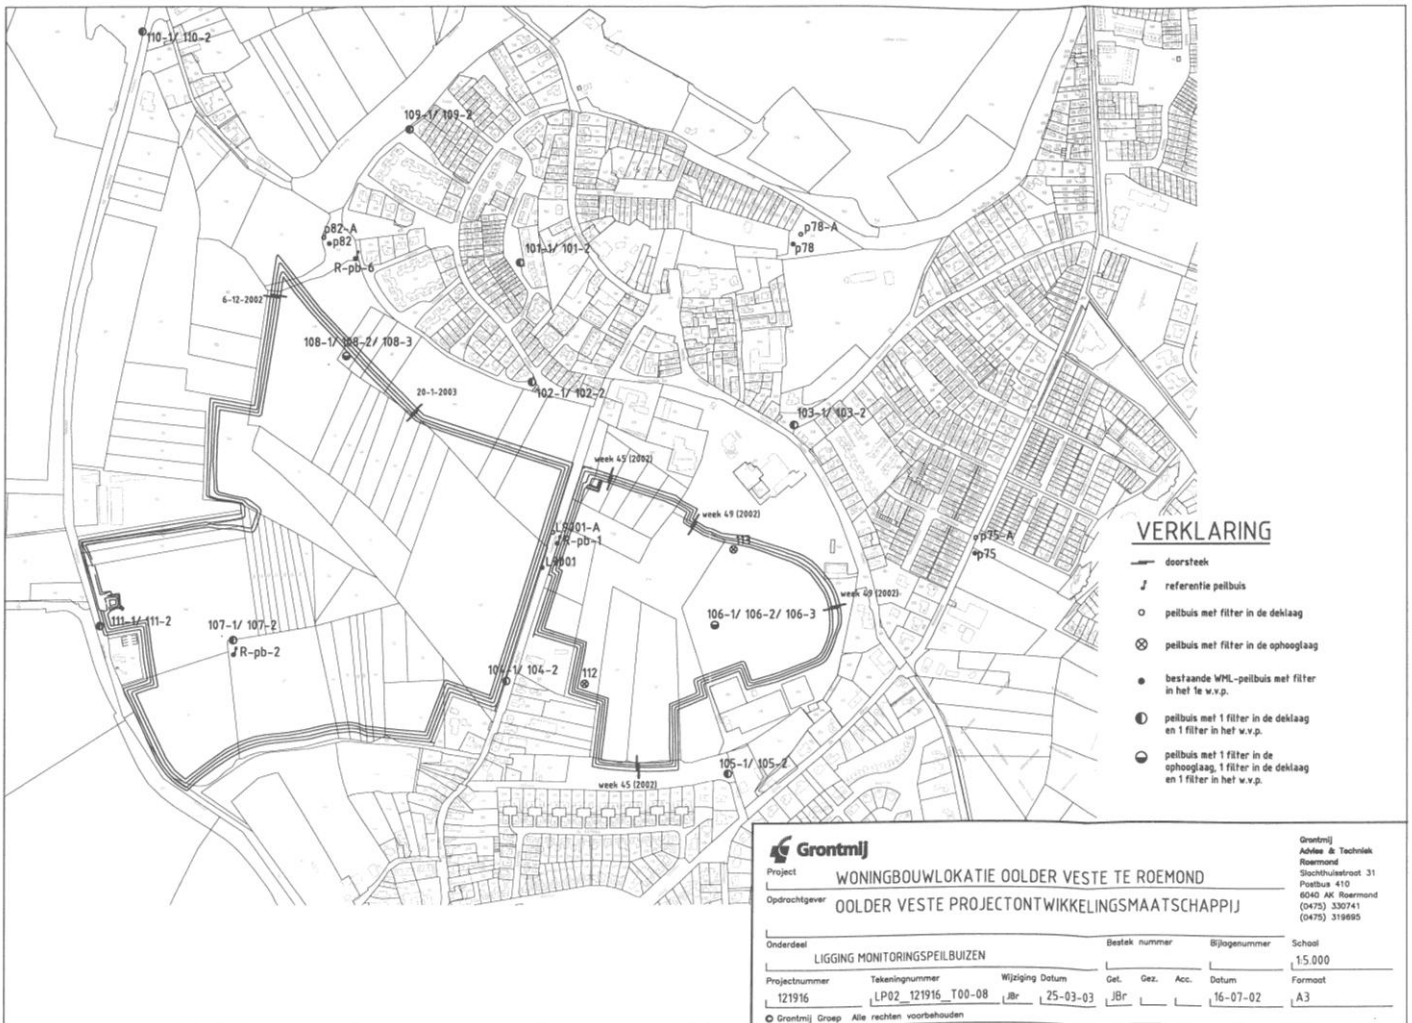 110-1/ 110-2
109-1/ 109-2
p82-A
p82
R-pb-6
101-1/ 101-2
p78-A
p78
6-12-2002
108-1/ 108-2/ 108-3
20-1-2003
102-1/ 102-2
103-1/ 103-2
week 45 (2002)
week 49 (2002)
L9001-A
R-pb-1
L9001
113
p75-A
p75
week 49 (2002)
106-1/ 106-2/ 106-3
111-1/ 111-2
107-1/ 107-2
R-pb-2
104-1/ 104-2
112
105-1/ 105-2
week 45 (2002)
VERKLARING
doorsteek
referentie peilbuis
peilbuis met filter in de deklaag
peilbuis met filter in de ophooglaag
bestaande WML-peilbuis met filter
in het 1e w.v.p.
peilbuis met 1 filter in de deklaag
en 1 filter in het w.v.p.
peilbuis met 1 filter in de
ophooglaag, 1 filter in de deklaag
en 1 filter in het w.v.p.
Grontmij
Grontmij
Advies & Techniek
Roermond
Slachthuisstraat 31
Postbus 410
6040 AK Roermond
(0475) 330741
(0475) 319695
Project WONINGBOUWLOKATIE OOLDER VESTE TE ROEMOND
Opdrachtgever OOLDER VESTE PROJECTONTWIKKELINGSMAATSCHAPPIJ
Onderdeel Bestek nummer Bijlagenummer Schaal
LIGGING MONITORINGSPEILBUIZEN 1:5.000
Projectnummer Tekeningnummer Wijziging Datum Get. Gez. Acc. Datum Formaat
121916 LP02_121916_T00-08 JBr 25-03-03 JBr 16-07-02 A3
© Grontmij Groep Alle rechten voorbehouden